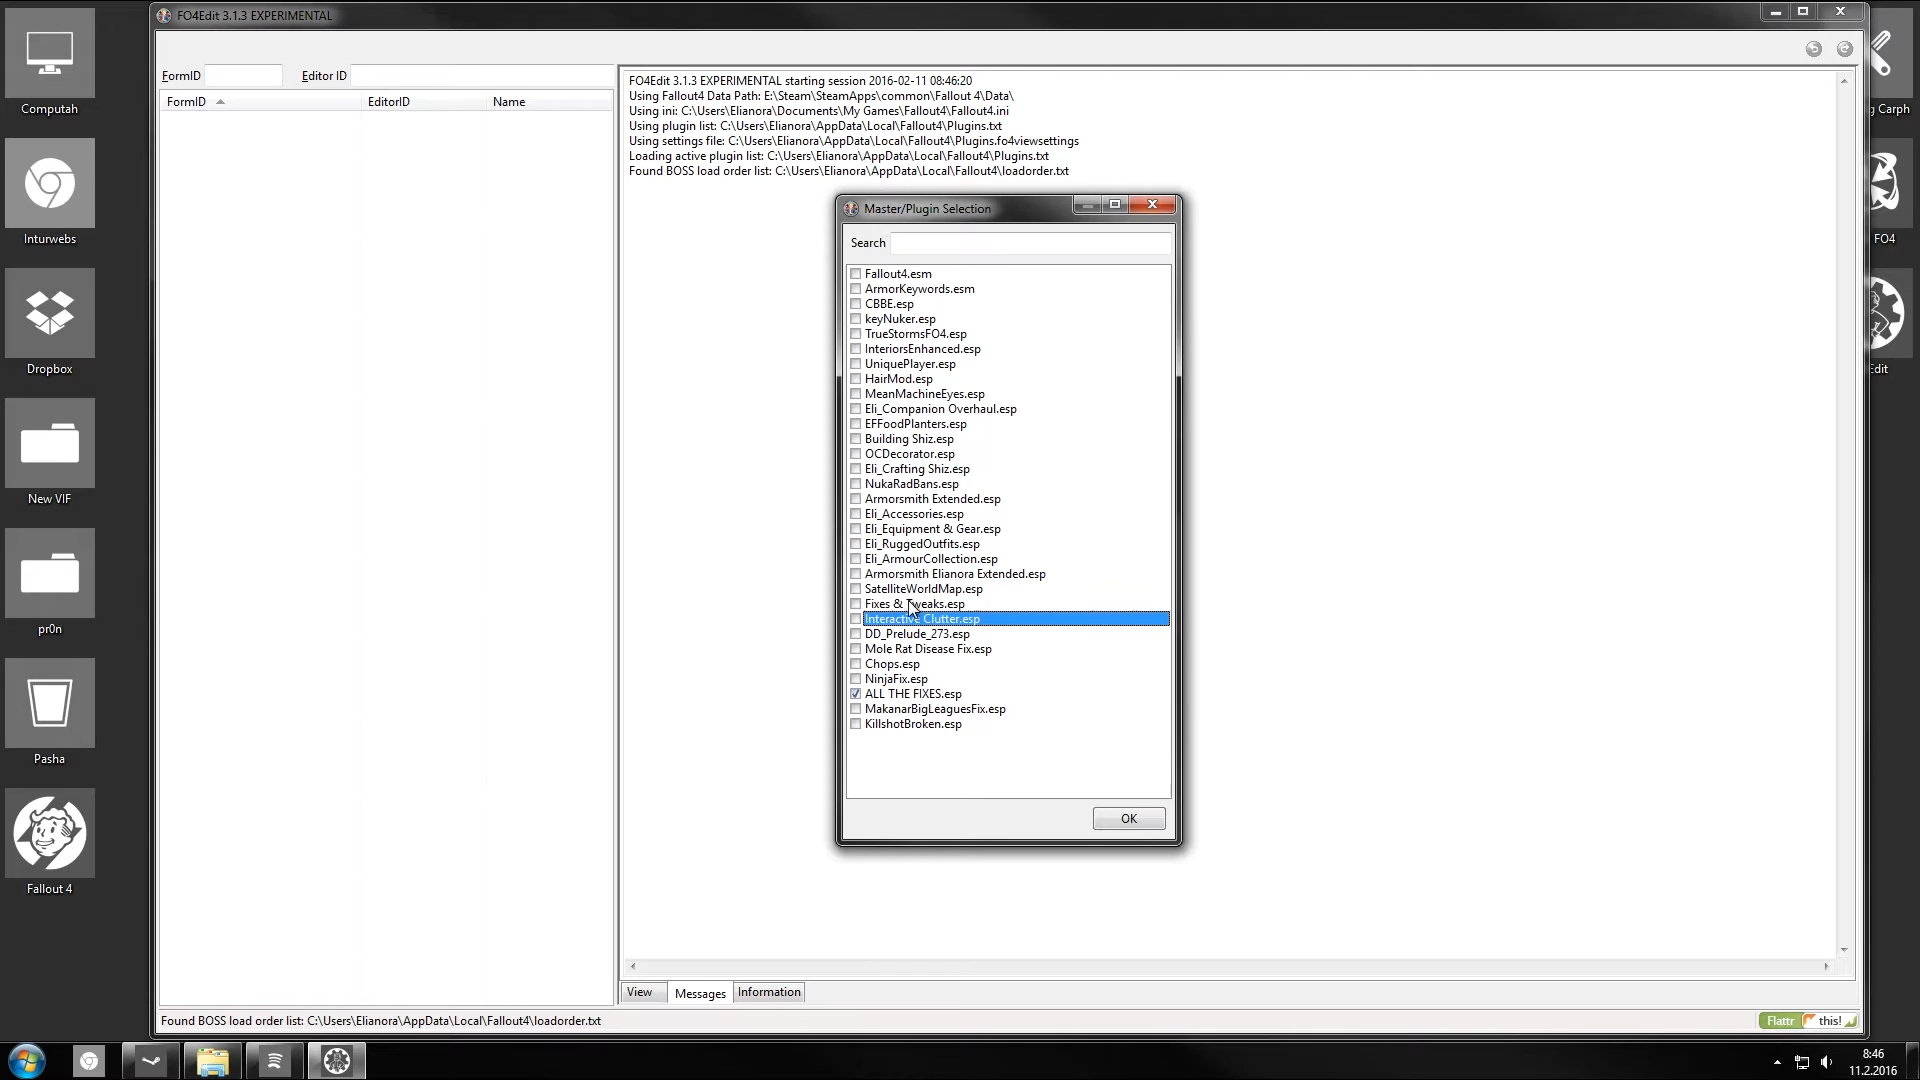 FO4Edit 3.1.3 EXPERIMENTAL
Computah
Inturwebs
Dropbox
New VIF
pr0n
Pasha
Fallout 4
g Carph
FO4
Edit
FormID
Editor ID
FormID EditorID Name
FO4Edit 3.1.3 EXPERIMENTAL starting session 2016-02-11 08:46:20
Using Fallout4 Data Path: E:\Steam\SteamApps\common\Fallout 4\Data\
Using ini: C:\Users\Elianora\Documents\My Games\Fallout4\Fallout4.ini
Using plugin list: C:\Users\Elianora\AppData\Local\Fallout4\Plugins.txt
Using settings file: C:\Users\Elianora\AppData\Local\Fallout4\Plugins.fo4viewsettings
Loading active plugin list: C:\Users\Elianora\AppData\Local\Fallout4\Plugins.txt
Found BOSS load order list: C:\Users\Elianora\AppData\Local\Fallout4\loadorder.txt
Master/Plugin Selection
Search
Fallout4.esm
ArmorKeywords.esm
CBBE.esp
keyNuker.esp
TrueStormsFO4.esp
InteriorsEnhanced.esp
UniquePlayer.esp
HairMod.esp
MeanMachineEyes.esp
Eli_Companion Overhaul.esp
EFFoodPlanters.esp
Building Shiz.esp
OCDecorator.esp
Eli_Crafting Shiz.esp
NukaRadBans.esp
Armorsmith Extended.esp
Eli_Accessories.esp
Eli_Equipment & Gear.esp
Eli_RuggedOutfits.esp
Eli_ArmourCollection.esp
Armorsmith Elianora Extended.esp
SatelliteWorldMap.esp
Fixes & Tweaks.esp
Interactive Clutter.esp
DD_Prelude_273.esp
Mole Rat Disease Fix.esp
Chops.esp
NinjaFix.esp
ALL THE FIXES.esp
MakanarBigLeaguesFix.esp
KillshotBroken.esp
OK
View Messages Information
Found BOSS load order list: C:\Users\Elianora\AppData\Local\Fallout4\loadorder.txt
Flattr this!
8:46
11.2.2016